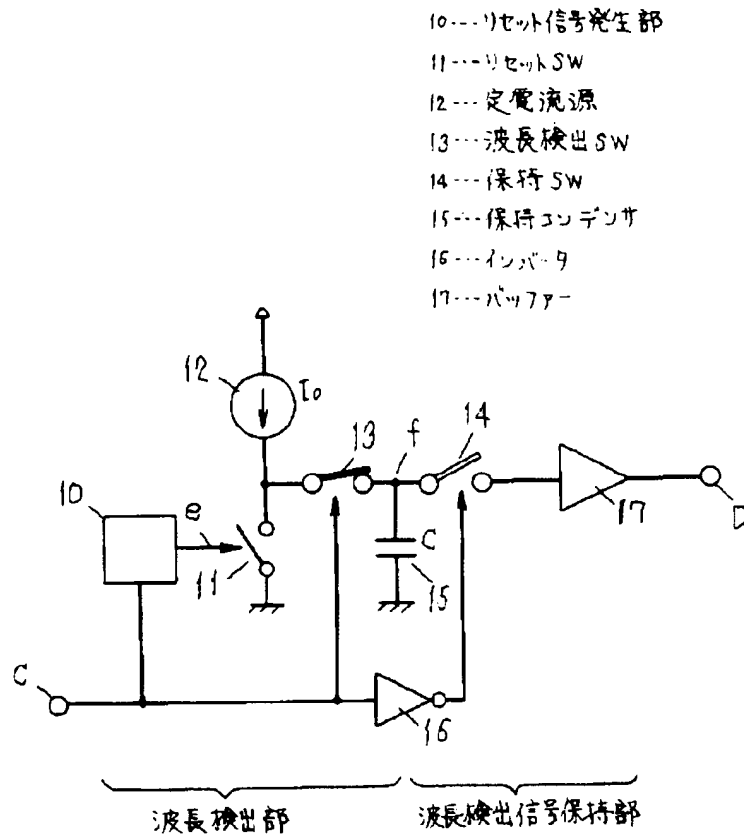 10---リセット信号発生部
11---リセットSW
12---定電流源
13---波長検出SW
14---保持SW
15---保持コンデンサ
16---インバータ
17---バッファー
12
Io
13
f
14
10
e
11
C
15
17
D
C
16
波長検出部
波長検出信号保持部